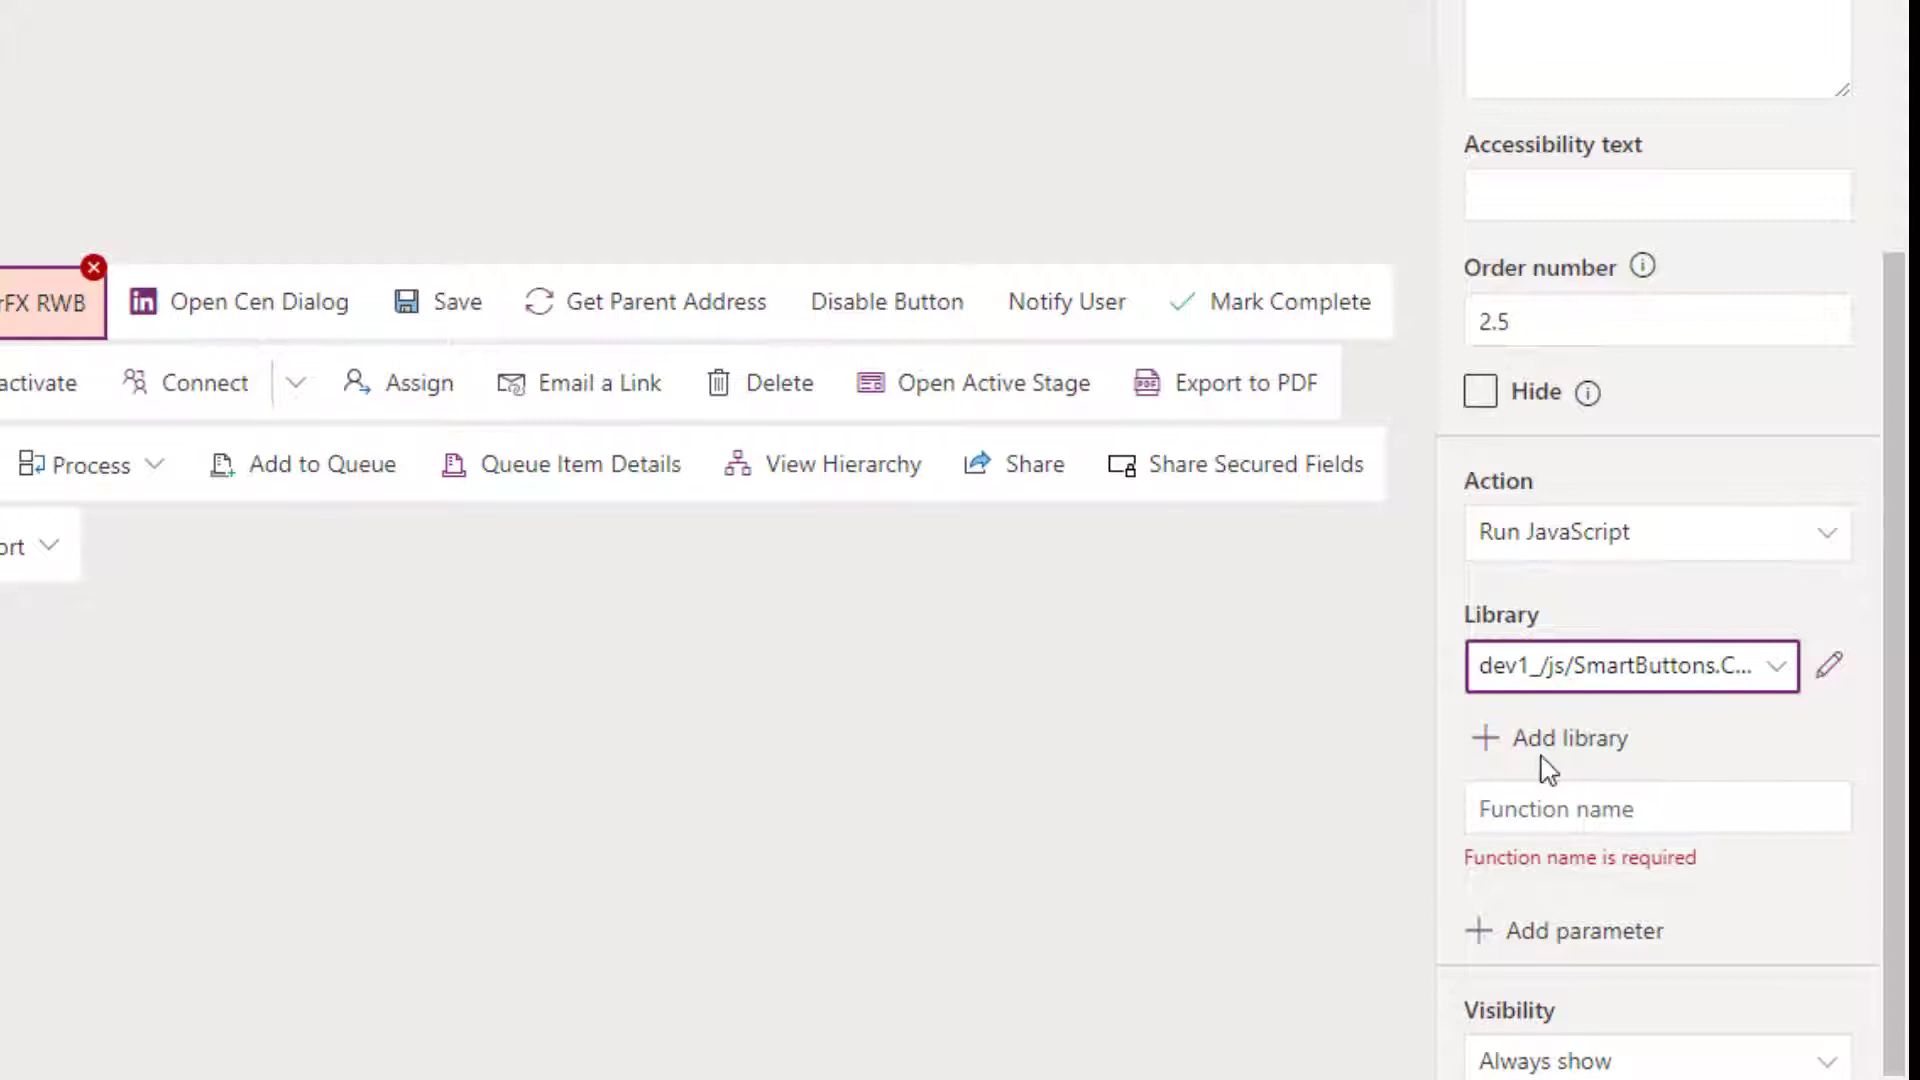 Accessibility text
Order number
2.5
Hide
rFX RWB Open Cen Dialog Save Get Parent Address Disable Button Notify User Mark Complete
activate Connect Assign Email a Link Delete Open Active Stage Export to PDF
Process Add to Queue Queue Item Details View Hierarchy Share Share Secured Fields
ort
Action
Run JavaScript
Library
dev1_/js/SmartButtons.C...
Add library
Function name
Function name is required
Add parameter
Visibility
Always show